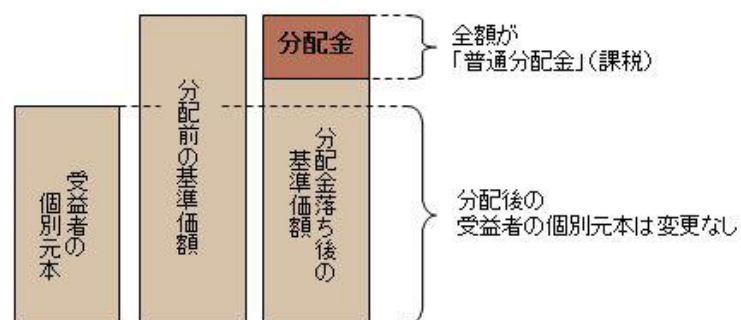 受益者の
個別元本
分配前の基準価額
分配金
分配金落ち後の
基準価額
全額が
「普通分配金」(課税)
分配後の
受益者の個別元本は変更なし